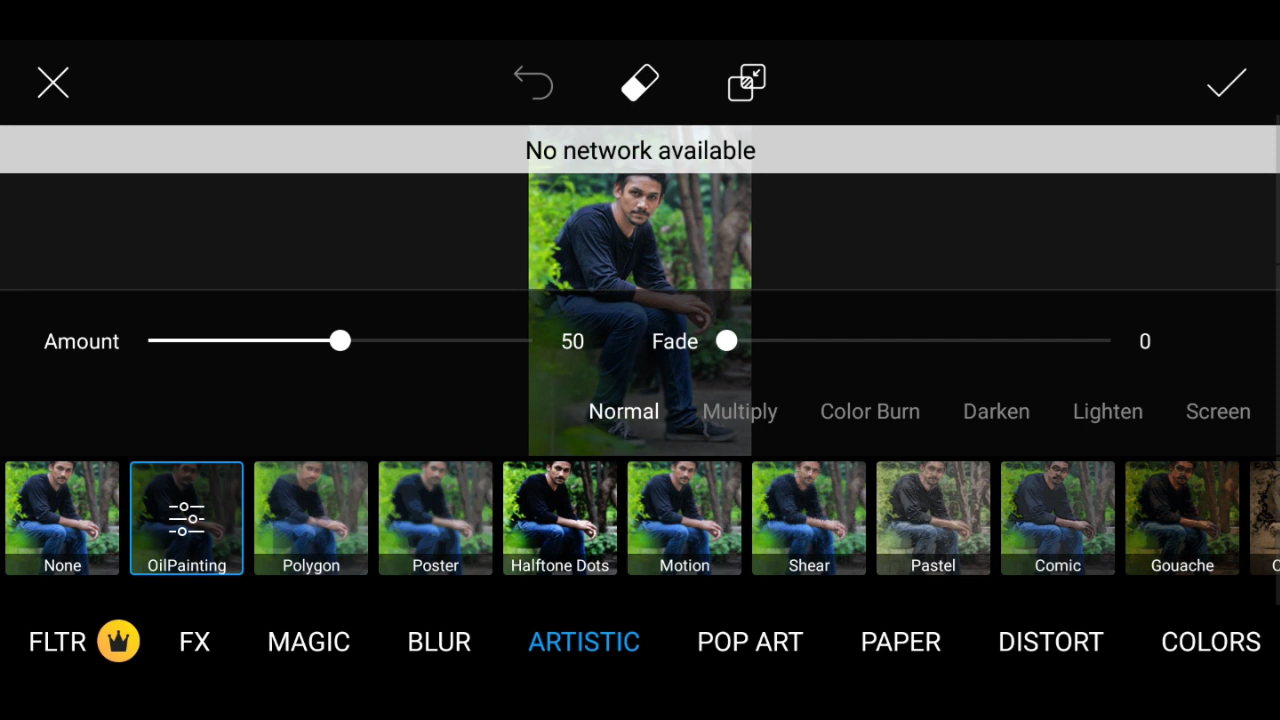 No network available
Amount 50 Fade 0
Normal Multiply Color Burn Darken Lighten Screen
None OilPainting Polygon Poster Halftone Dots Motion Shear Pastel Comic Gouache
FLTR FX MAGIC BLUR ARTISTIC POP ART PAPER DISTORT COLORS